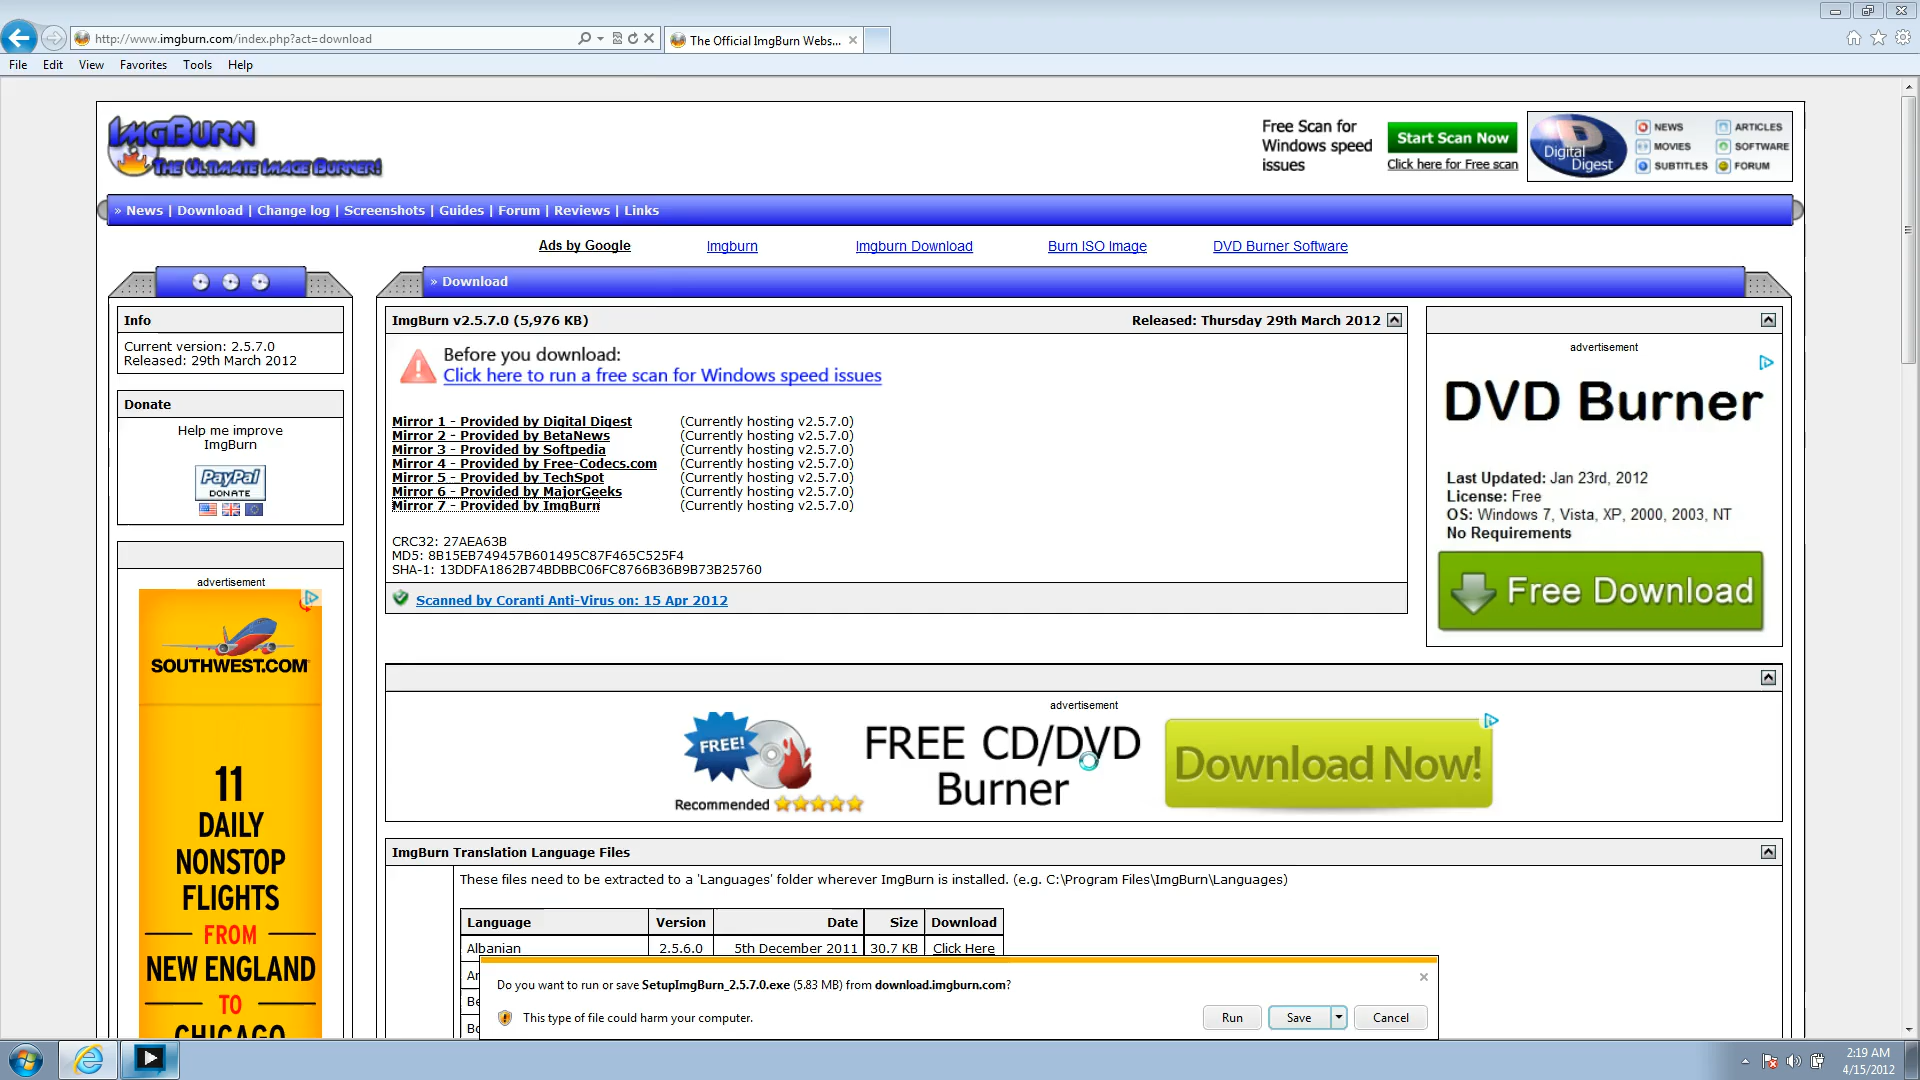 http://www.imgburn.com/index.php?act=download
The Official ImgBurn Webs...
File Edit View Favorites Tools Help
ImgBurn
The Ultimate Image Burner!
Free Scan for
Windows speed
issues
Start Scan Now
Click here for Free scan
Digital
Digest
NEWS
MOVIES
SUBTITLES
ARTICLES
SOFTWARE
FORUM
» News | Download | Change log | Screenshots | Guides | Forum | Reviews | Links
Ads by Google Imgburn Imgburn Download Burn ISO Image DVD Burner Software
» Download
Info
Current version: 2.5.7.0
Released: 29th March 2012
Donate
Help me improve
ImgBurn
PayPal
DONATE
advertisement
SOUTHWEST.COM
11
DAILY
NONSTOP
FLIGHTS
FROM
NEW ENGLAND
TO
CHICAGO
ImgBurn v2.5.7.0 (5,976 KB) Released: Thursday 29th March 2012
Before you download:
Click here to run a free scan for Windows speed issues
Mirror 1 - Provided by Digital Digest (Currently hosting v2.5.7.0)
Mirror 2 - Provided by BetaNews (Currently hosting v2.5.7.0)
Mirror 3 - Provided by Softpedia (Currently hosting v2.5.7.0)
Mirror 4 - Provided by Free-Codecs.com (Currently hosting v2.5.7.0)
Mirror 5 - Provided by TechSpot (Currently hosting v2.5.7.0)
Mirror 6 - Provided by MajorGeeks (Currently hosting v2.5.7.0)
Mirror 7 - Provided by ImgBurn (Currently hosting v2.5.7.0)
CRC32: 27AEA63B
MD5: 8B15EB749457B601495C87F465C525F4
SHA-1: 13DDFA1862B74BDBBC06FC8766B36B9B73B25760
Scanned by Coranti Anti-Virus on: 15 Apr 2012
advertisement
DVD Burner
Last Updated: Jan 23rd, 2012
License: Free
OS: Windows 7, Vista, XP, 2000, 2003, NT
No Requirements
Free Download
advertisement
FREE!
Recommended
FREE CD/DVD
Burner
Download Now!
ImgBurn Translation Language Files
These files need to be extracted to a 'Languages' folder wherever ImgBurn is installed. (e.g. C:\Program Files\ImgBurn\Languages)
Language Version Date Size Download
Albanian 2.5.6.0 5th December 2011 30.7 KB Click Here
Do you want to run or save SetupImgBurn_2.5.7.0.exe (5.83 MB) from download.imgburn.com?
This type of file could harm your computer.
Run Save Cancel
2:19 AM
4/15/2012